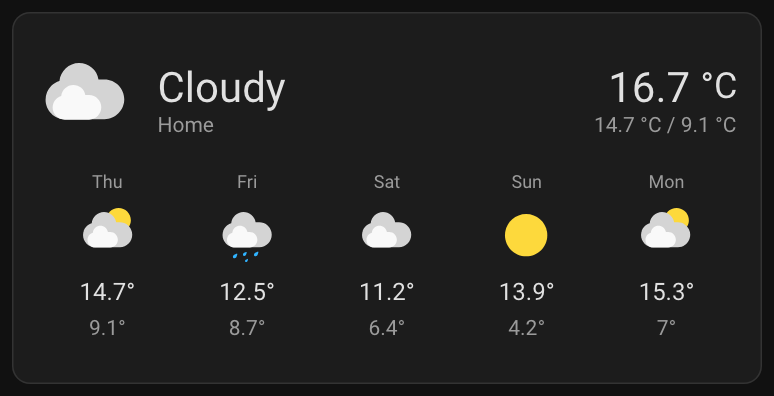 Cloudy
Home
16.7 °C
14.7 °C / 9.1 °C
Thu Fri Sat Sun Mon
14.7° 12.5° 11.2° 13.9° 15.3°
9.1° 8.7° 6.4° 4.2° 7°